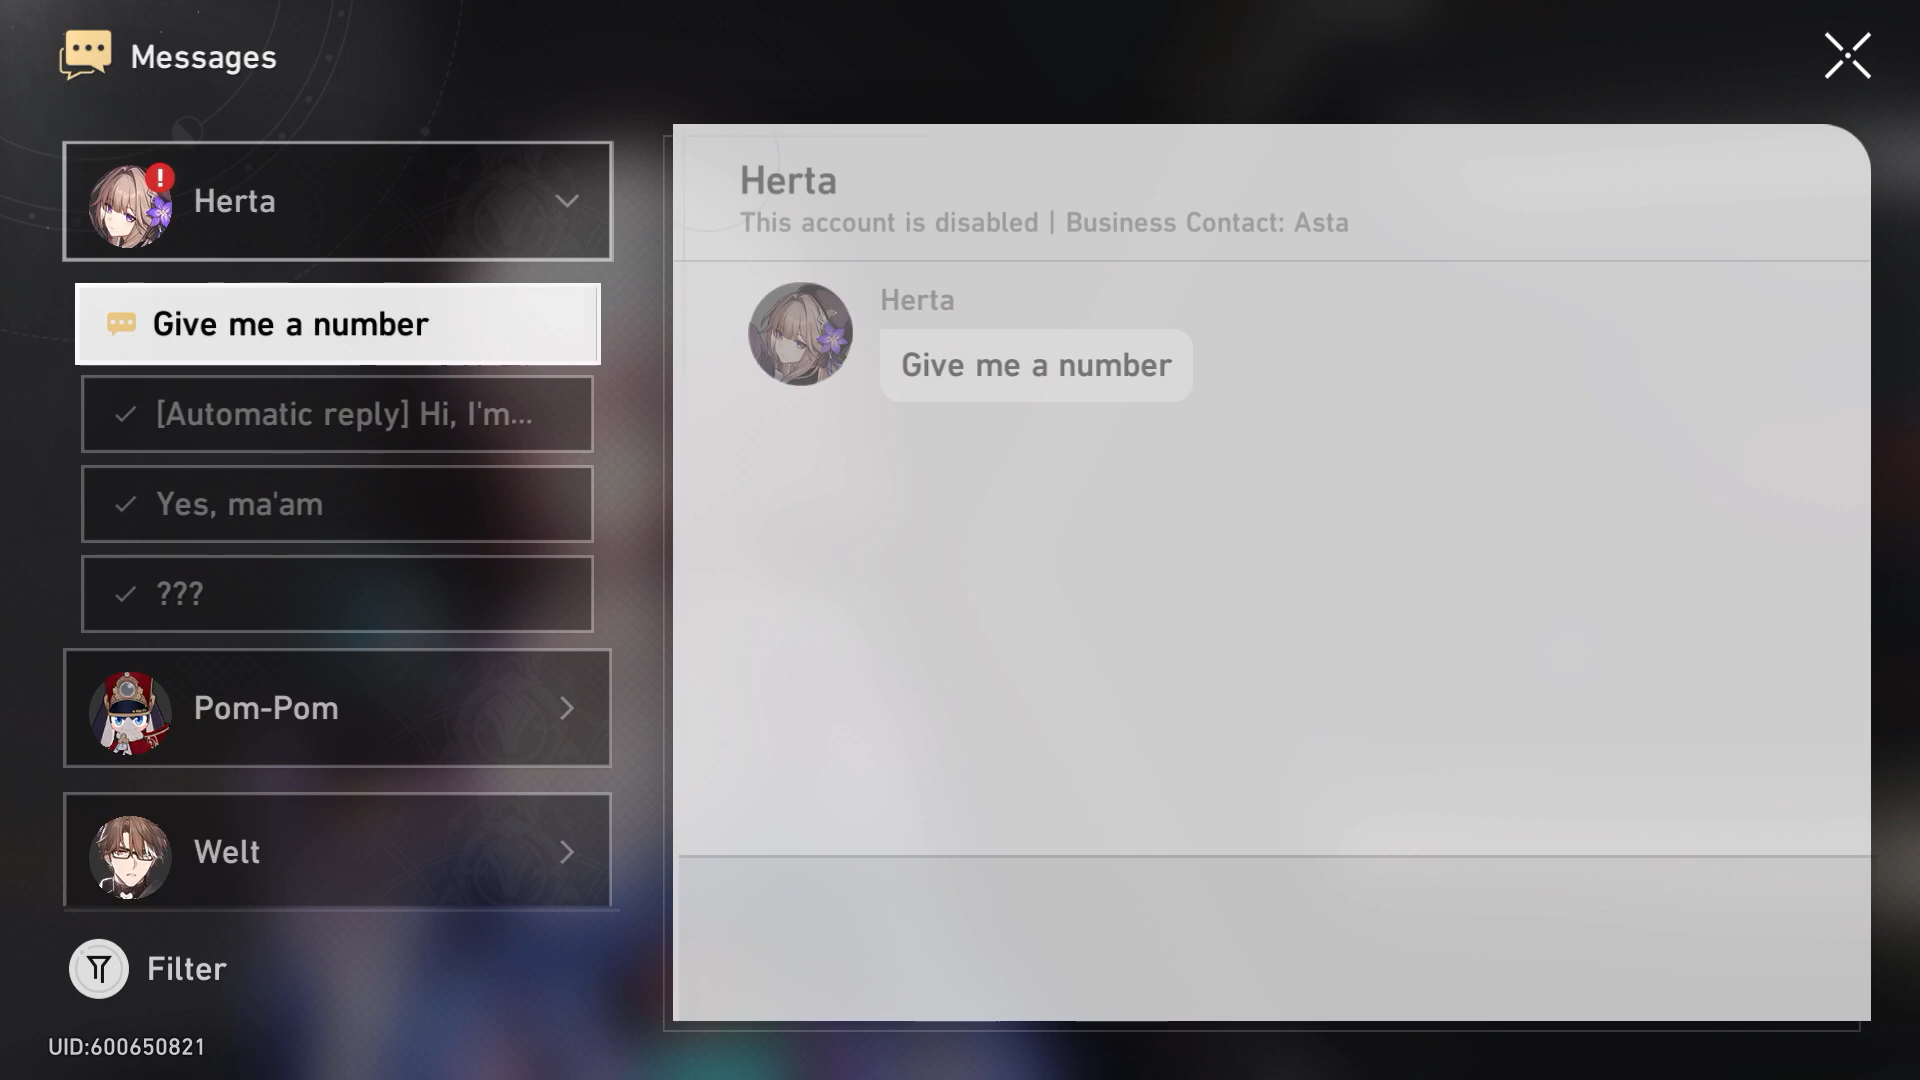 Messages
Herta
Give me a number
[Automatic reply] Hi, I'm...
Yes, ma'am
???
Pom-Pom
Welt
Filter
UID:600650821
Herta
This account is disabled | Business Contact: Asta
Herta
Give me a number